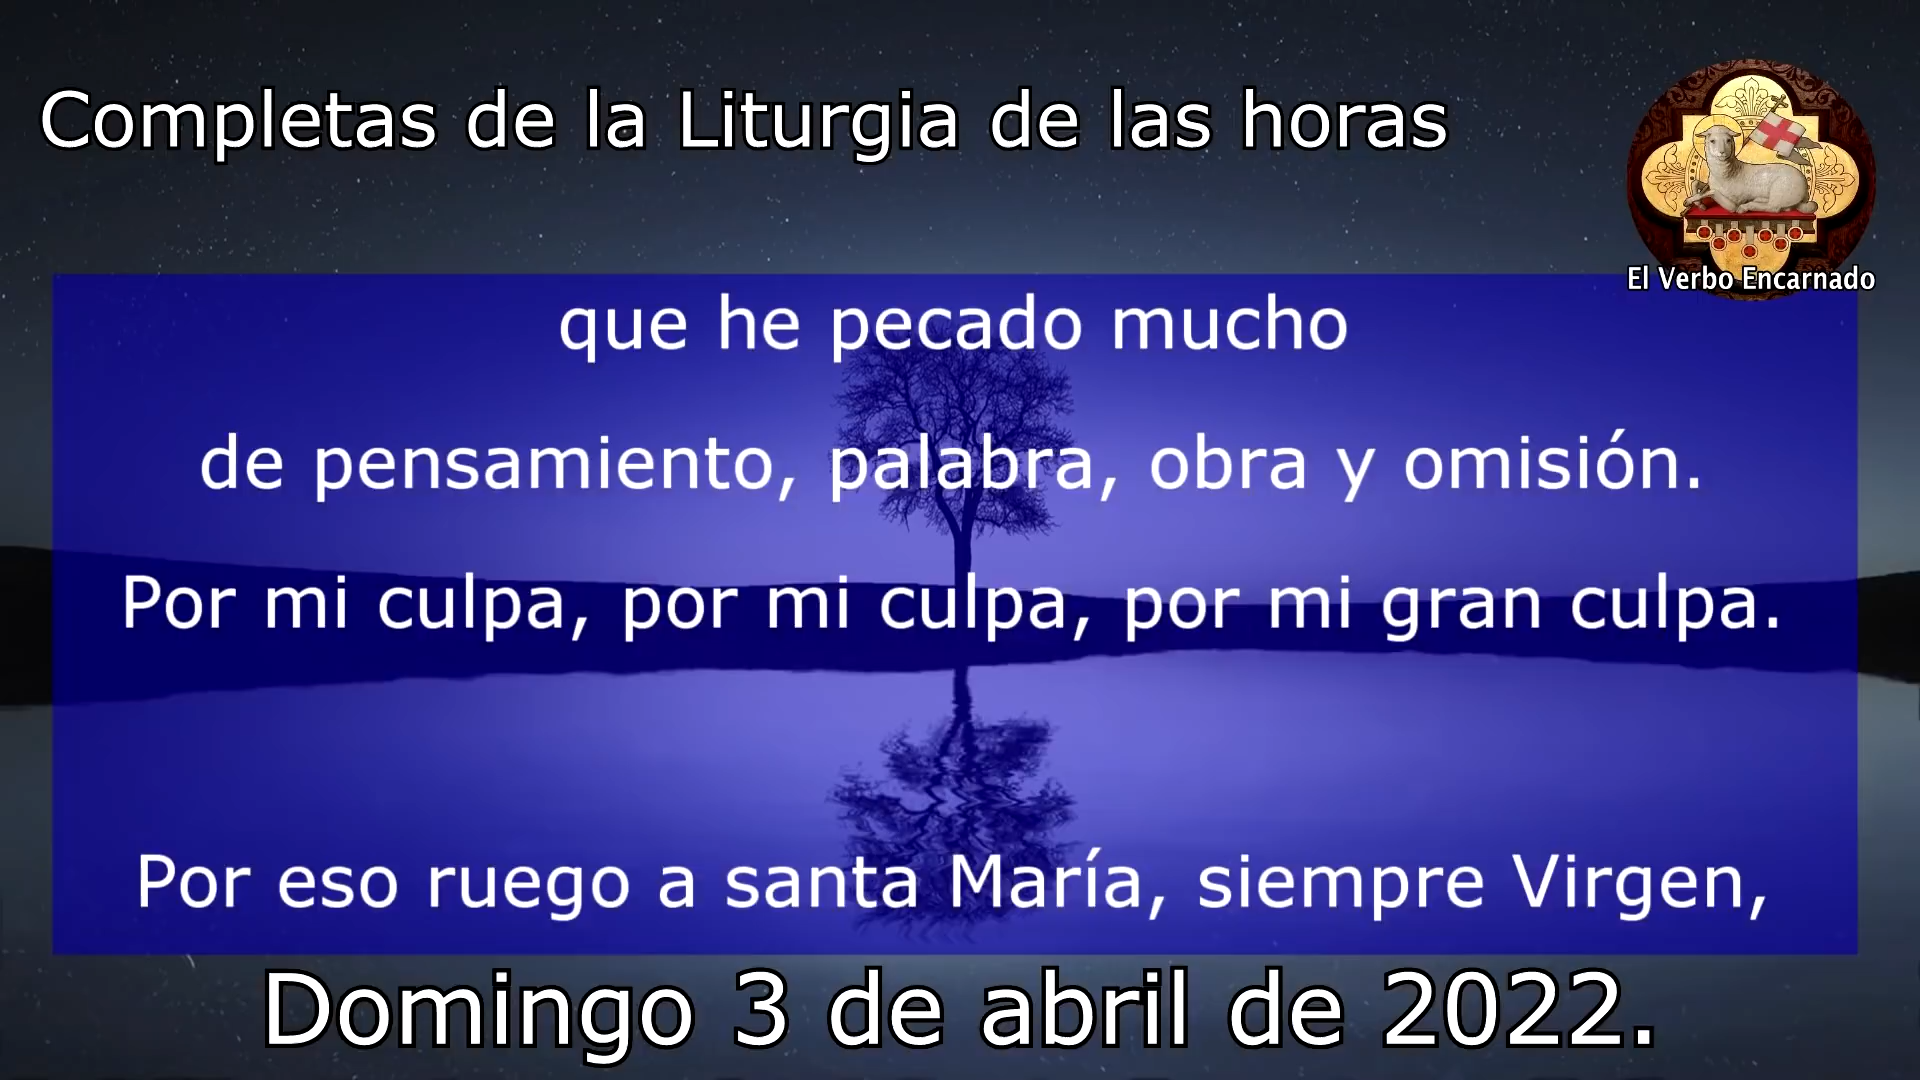 Completas de la Liturgia de las horas
El Verbo Encarnado
que he pecado mucho
de pensamiento, palabra, obra y omisión.
Por mi culpa, por mi culpa, por mi gran culpa.
Por eso ruego a santa María, siempre Virgen,
Domingo 3 de abril de 2022.